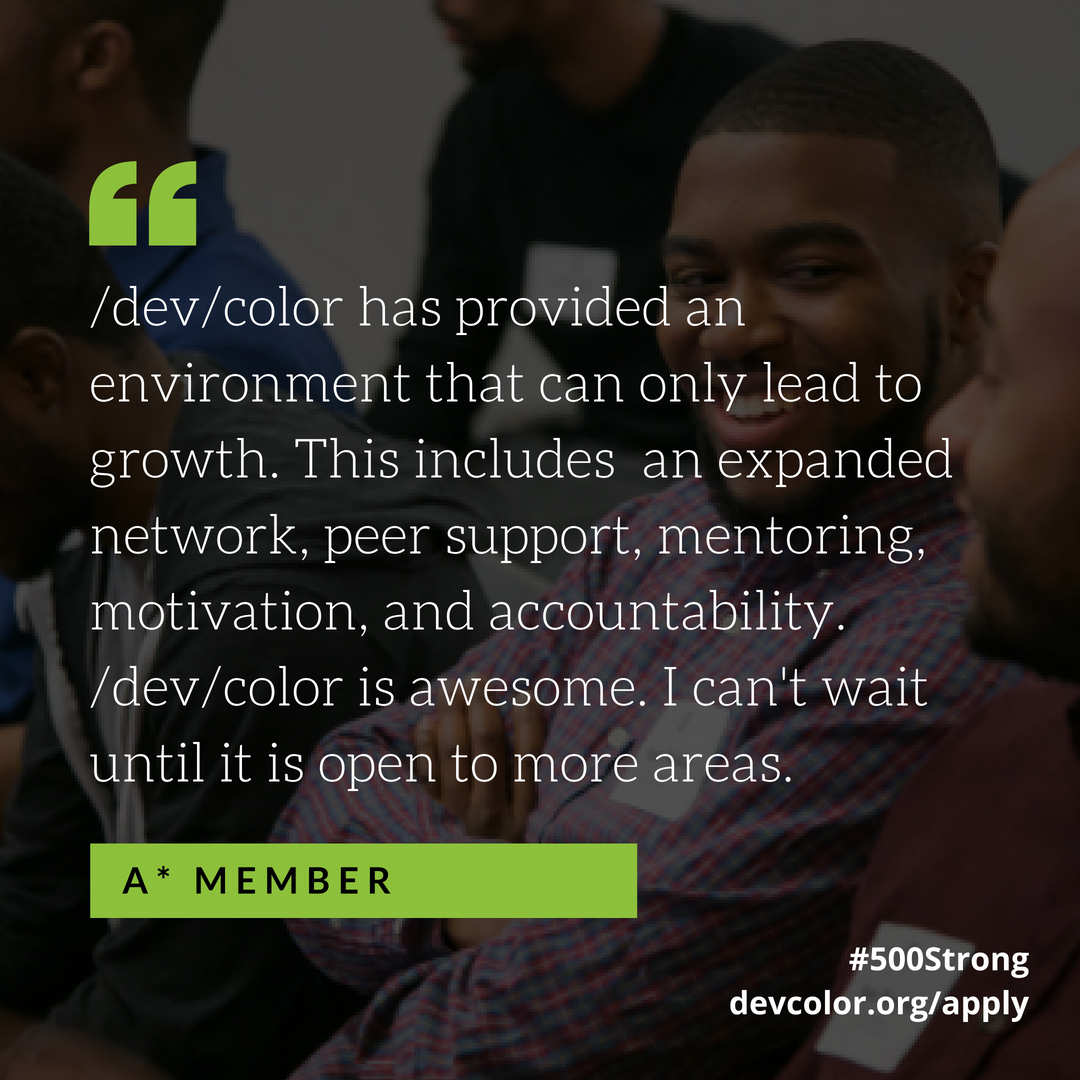 “
/dev/color has provided an
environment that can only lead to
growth. This includes  an expanded
network, peer support, mentoring,
motivation, and accountability.
/dev/color is awesome. I can't wait
until it is open to more areas.
A* MEMBER
#500Strong
devcolor.org/apply